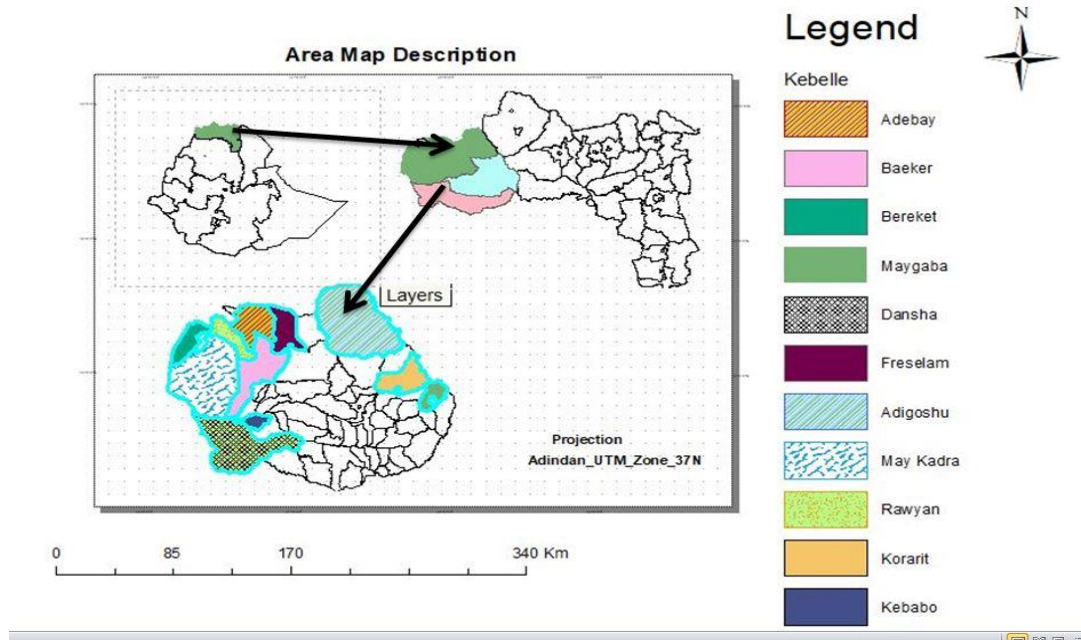 Area Map Description
Layers
Projection
Adindan_UTM_Zone_37N
0 85 170 340 Km
Legend
N
Kebelle
Adebay
Baeker
Bereket
Maygaba
Dansha
Freselam
Adigoshu
May Kadra
Rawyan
Korarit
Kebabo